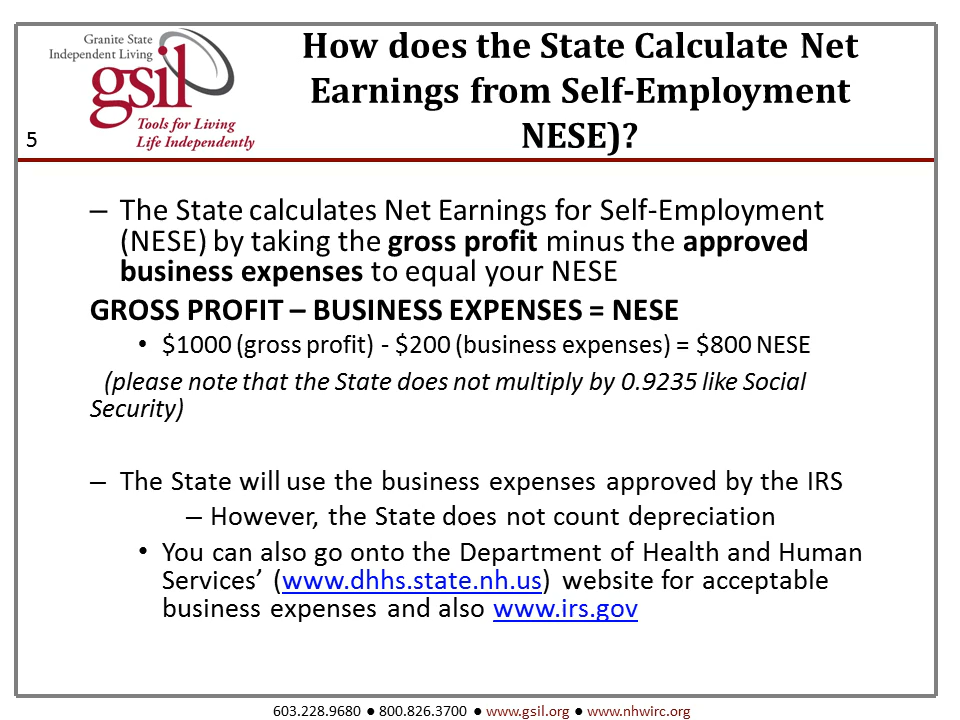 Granite State
Independent Living
gsil
Tools for Living
Life Independently
How does the State Calculate Net
Earnings from Self-Employment
NESE)?
5
– The State calculates Net Earnings for Self-Employment
(NESE) by taking the gross profit minus the approved
business expenses to equal your NESE
GROSS PROFIT – BUSINESS EXPENSES = NESE
• $1000 (gross profit) - $200 (business expenses) = $800 NESE
(please note that the State does not multiply by 0.9235 like Social
Security)
– The State will use the business expenses approved by the IRS
– However, the State does not count depreciation
• You can also go onto the Department of Health and Human
Services’ (www.dhhs.state.nh.us) website for acceptable
business expenses and also www.irs.gov
603.228.9680 ● 800.826.3700 ● www.gsil.org ● www.nhwirc.org